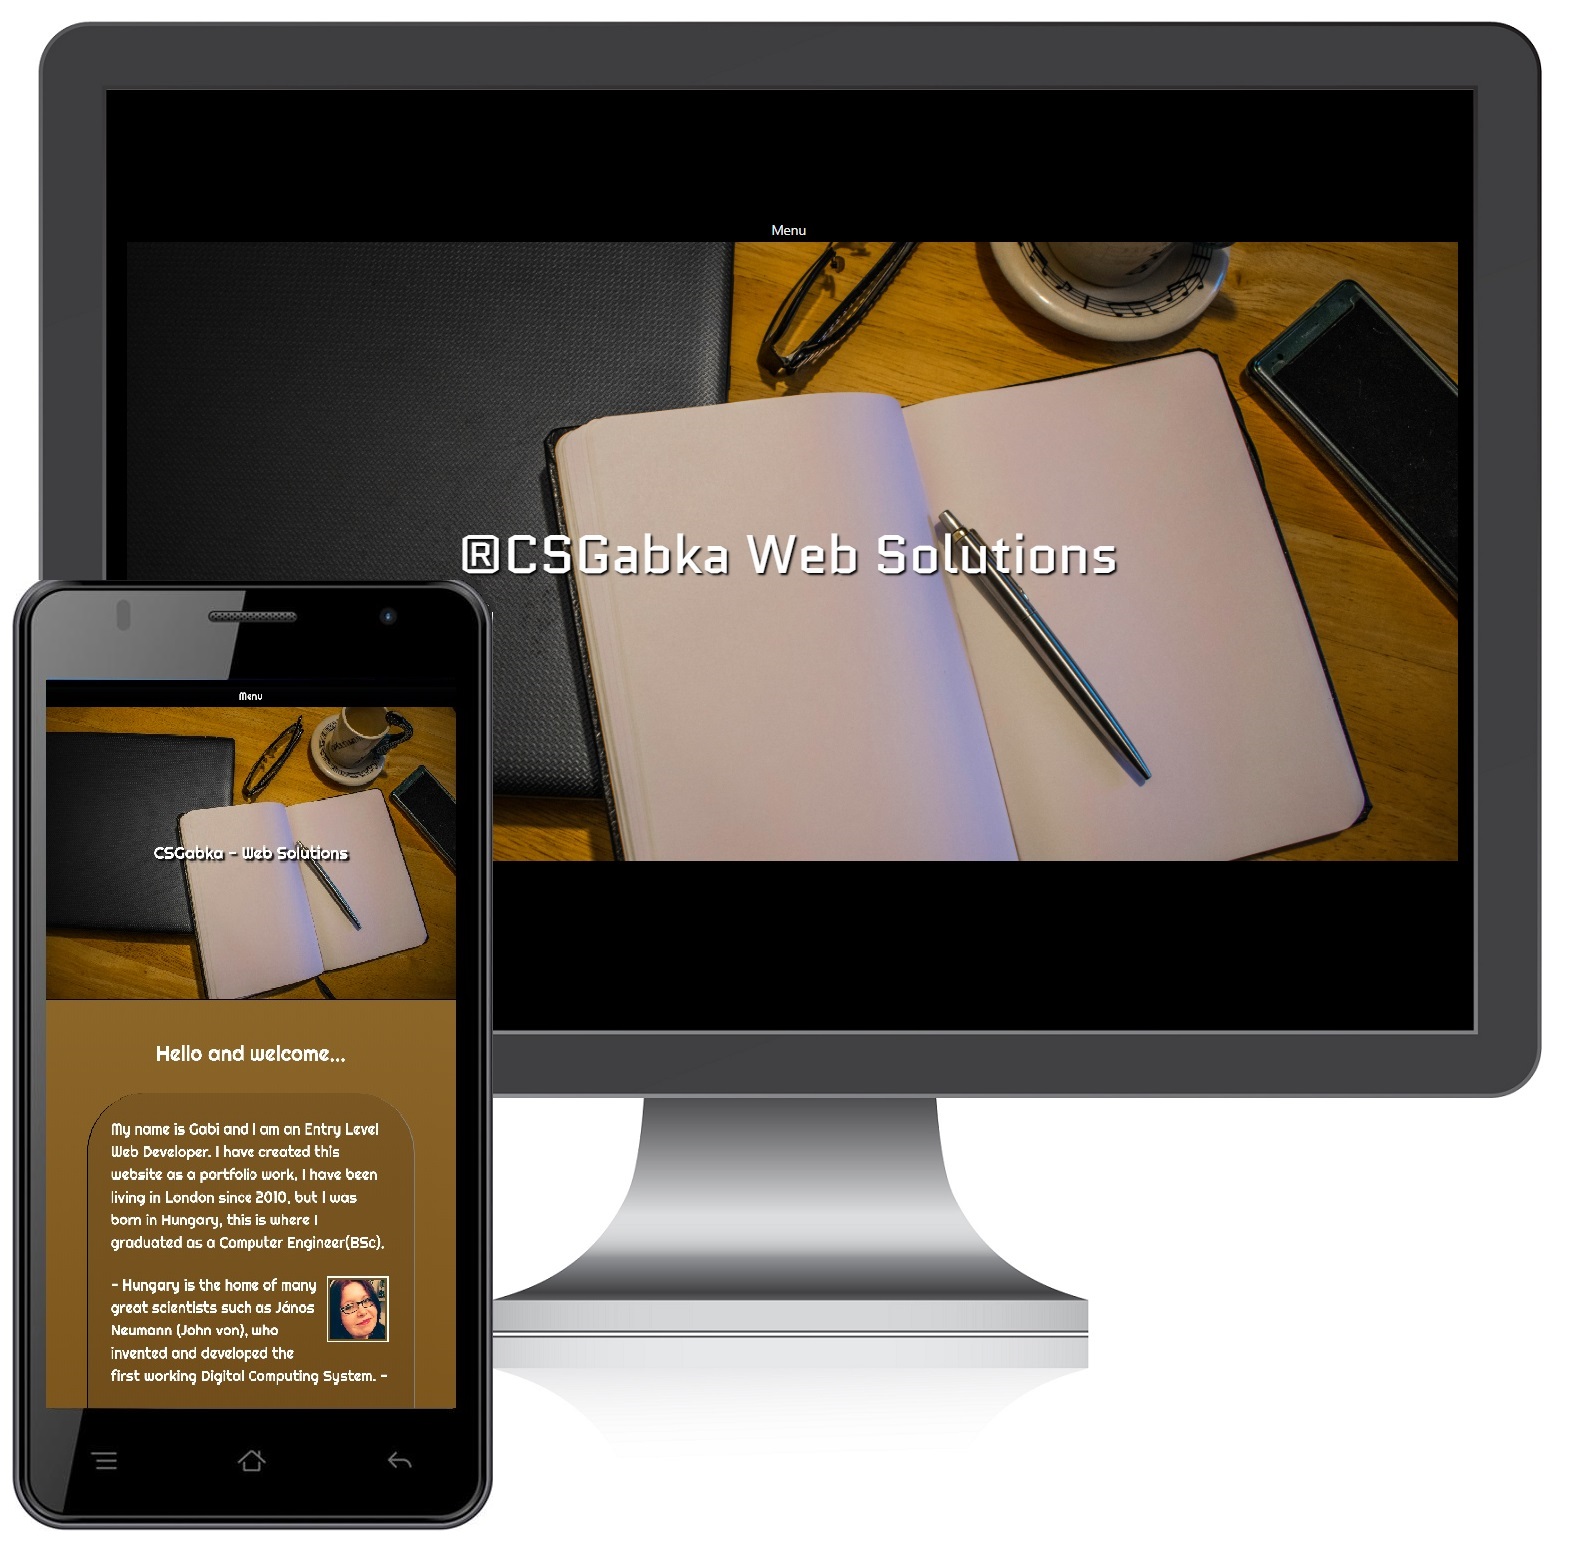 Menu
®CSGabka Web Solutions
Menu
CSGabka - Web Solutions
Hello and welcome...
My name is Gabi and I am an Entry Level
Web Developer. I have created this
website as a portfolio work. I have been
living in London since 2010, but I was
born in Hungary, this is where I
graduated as a Computer Engineer(BSc).
- Hungary is the home of many
great scientists such as János
Neumann (John von), who
invented and developed the
first working Digital Computing System. -